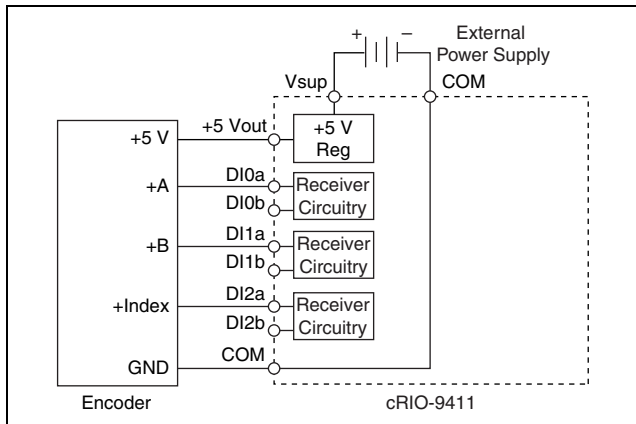 + – External
Power Supply
Vsup COM
+5 V +5 Vout +5 V
Reg
+A DI0a Receiver
DI0b Circuitry
+B DI1a Receiver
DI1b Circuitry
+Index DI2a Receiver
DI2b Circuitry
COM
GND
Encoder cRIO-9411